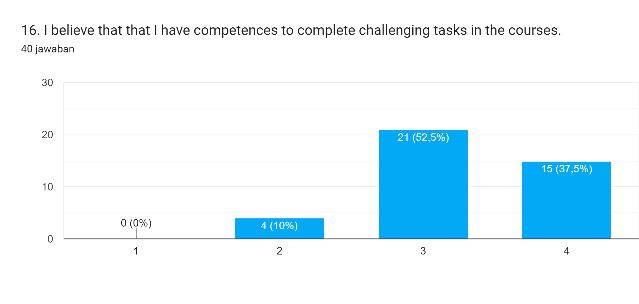 16. I believe that that I have competences to complete challenging tasks in the courses.
40 jawaban
30
20
10
0
0 (0%)
4 (10%)
21 (52,5%)
15 (37,5%)
1 2 3 4